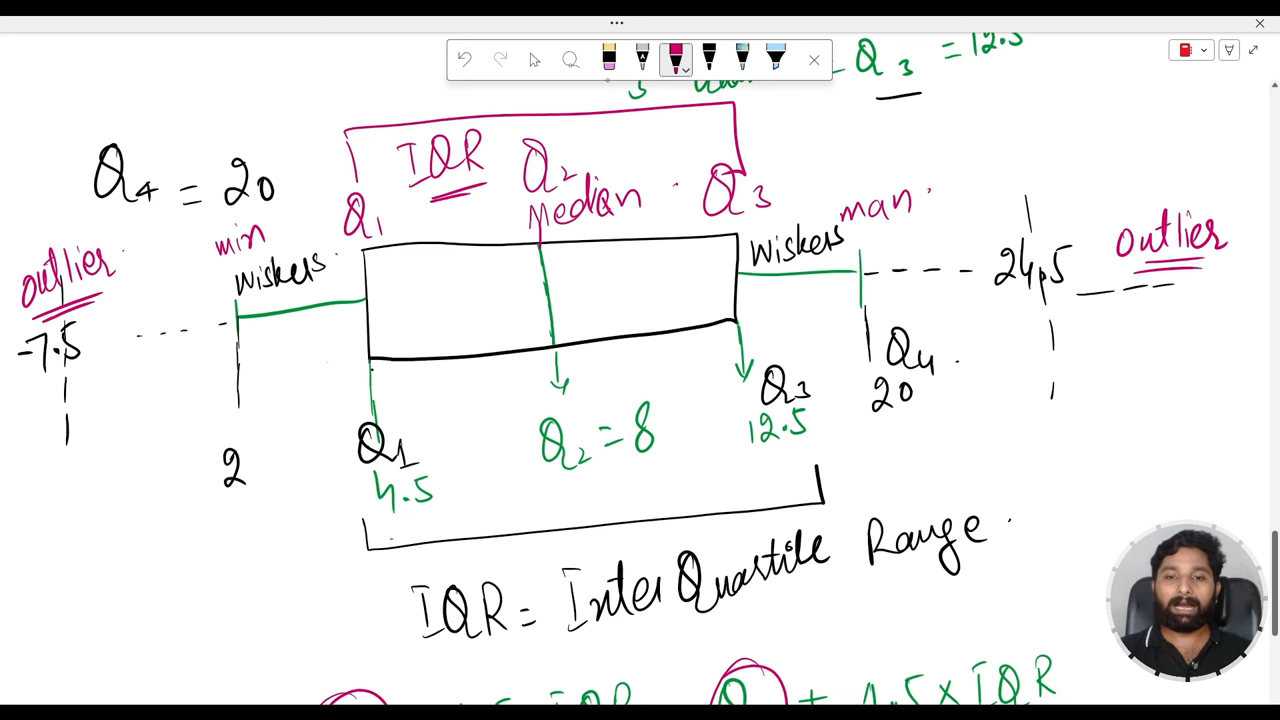 Q3 = 12.5
Q4 = 20
IQR
Q2
Median
Q1
Q3
min
man
outlier
wiskers
wiskers
outlier
24.5
-7.5
Q4
20
Q3
12.5
Q2 = 8
Q1
4.5
2
IQR = InterQuartile Range
IQR
+ 1.5 x IQR